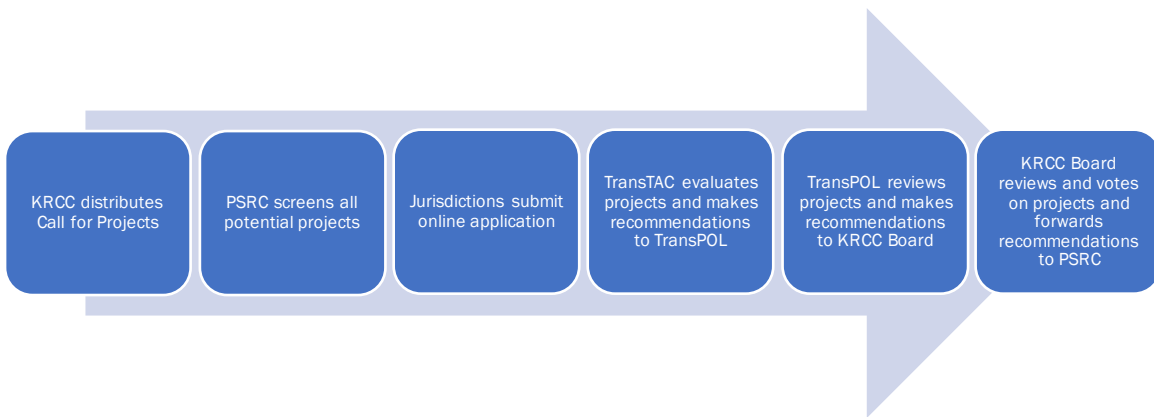 KRCC distributes
Call for Projects
PSRC screens all
potential projects
Jurisdictions submit
online application
TransTAC evaluates
projects and makes
recommendations
to TransPOL
TransPOL reviews
projects and makes
recommendations
to KRCC Board
KRCC Board
reviews and votes
on projects and
forwards
recommendations
to PSRC